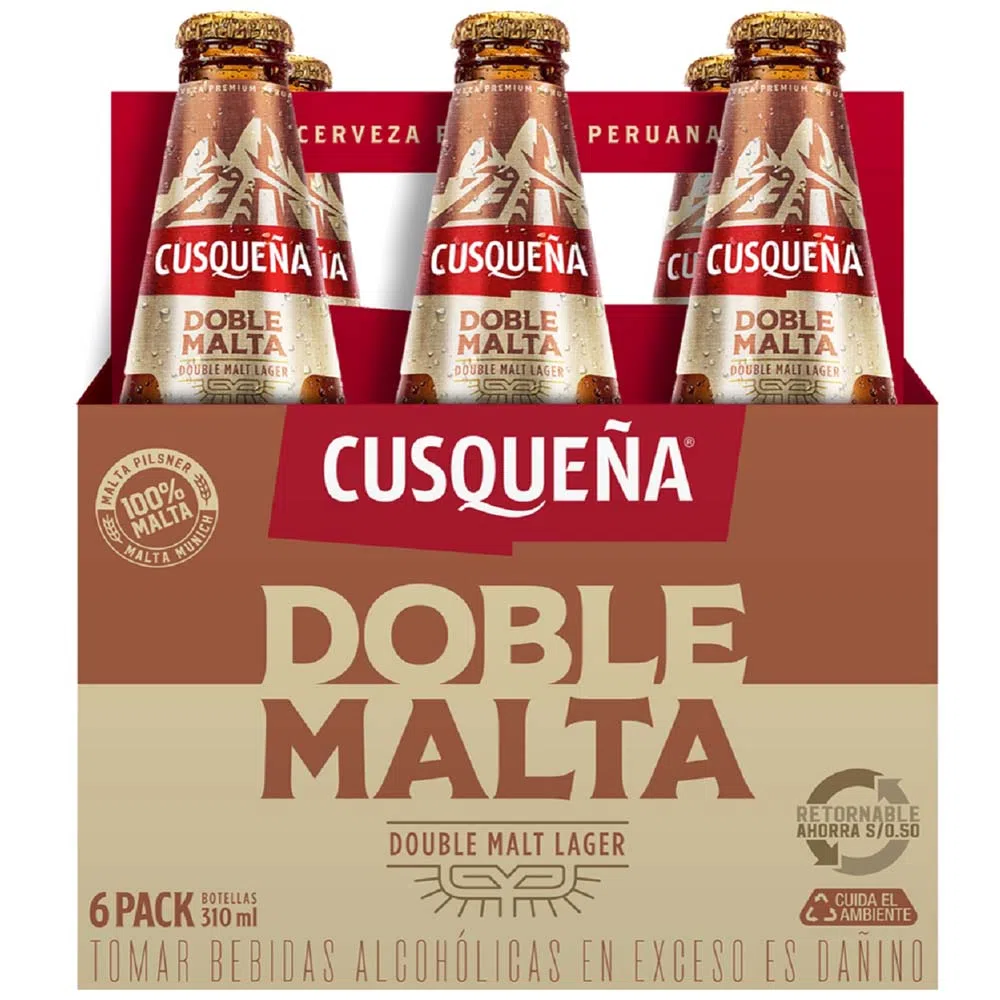 CERVEZA PERUANA
CUSQUEÑA CUSQUEÑA CUSQUEÑA
DOBLE DOBLE DOBLE
MALTA MALTA MALTA
DOUBLE MALT LAGER DOUBLE MALT LAGER DOUBLE MALT LAGER
CUSQUEÑA®
MALTA PILSNER
100%
MALTA
MALTA MUNICH
DOBLE
MALTA
DOUBLE MALT LAGER
RETORNABLE
AHORRA S/0.50
6 PACK BOTELLAS
310 ml
CUIDA EL
AMBIENTE
TOMAR BEBIDAS ALCOHÓLICAS EN EXCESO ES DAÑINO